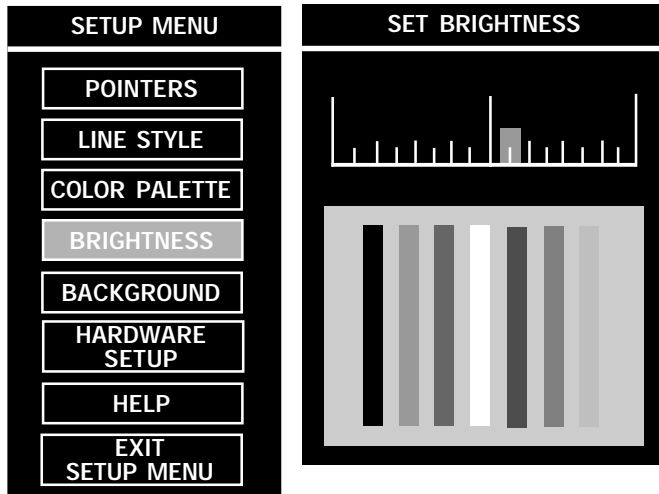 SETUP MENU
POINTERS
LINE STYLE
COLOR PALETTE
BRIGHTNESS
BACKGROUND
HARDWARE
SETUP
HELP
EXIT
SETUP MENU
SET BRIGHTNESS